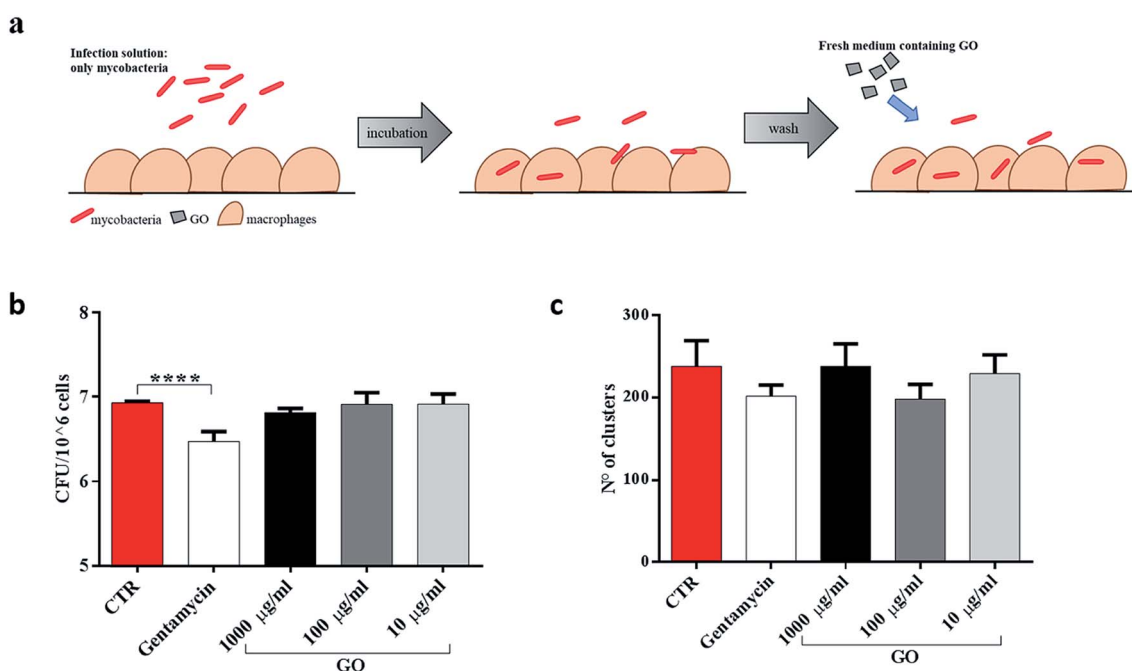 a
Infection solution:
only mycobacteria
Fresh medium containing GO
incubation
wash
mycobacteria GO macrophages
b
CFU/10^6 cells
8
7
6
5
****
CTR
Gentamycin
1000 µg/ml
100 µg/ml
10 µg/ml
GO
c
N° of clusters
300
200
100
0
CTR
Gentamycin
1000 µg/ml
100 µg/ml
10 µg/ml
GO